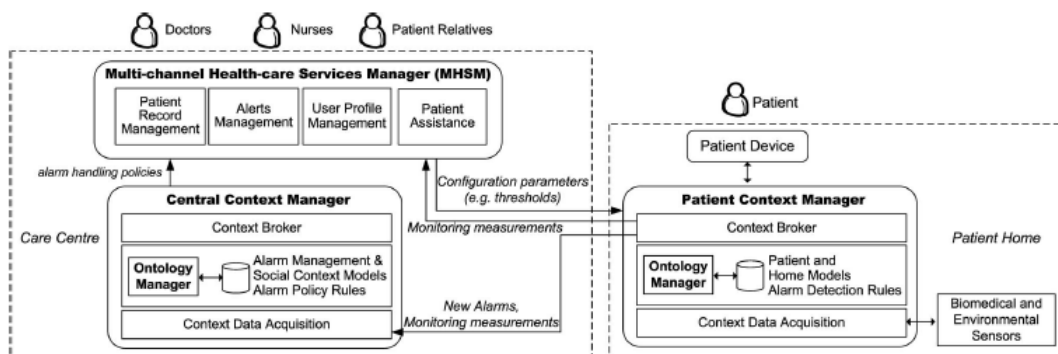 Doctors
Nurses
Patient Relatives
Multi-channel Health-care Services Manager (MHSM)
Patient
Record
Management
Alerts
Management
User Profile
Management
Patient
Assistance
Patient
Patient Device
alarm handling policies
Configuration parameters
(e.g. thresholds)
Monitoring measurements
Care Centre
Central Context Manager
Context Broker
Ontology
Manager
Alarm Management &
Social Context Models
Alarm Policy Rules
Context Data Acquisition
New Alarms,
Monitoring measurements
Patient Context Manager
Context Broker
Ontology
Manager
Patient and
Home Models
Alarm Detection Rules
Context Data Acquisition
Patient Home
Biomedical and
Environmental
Sensors